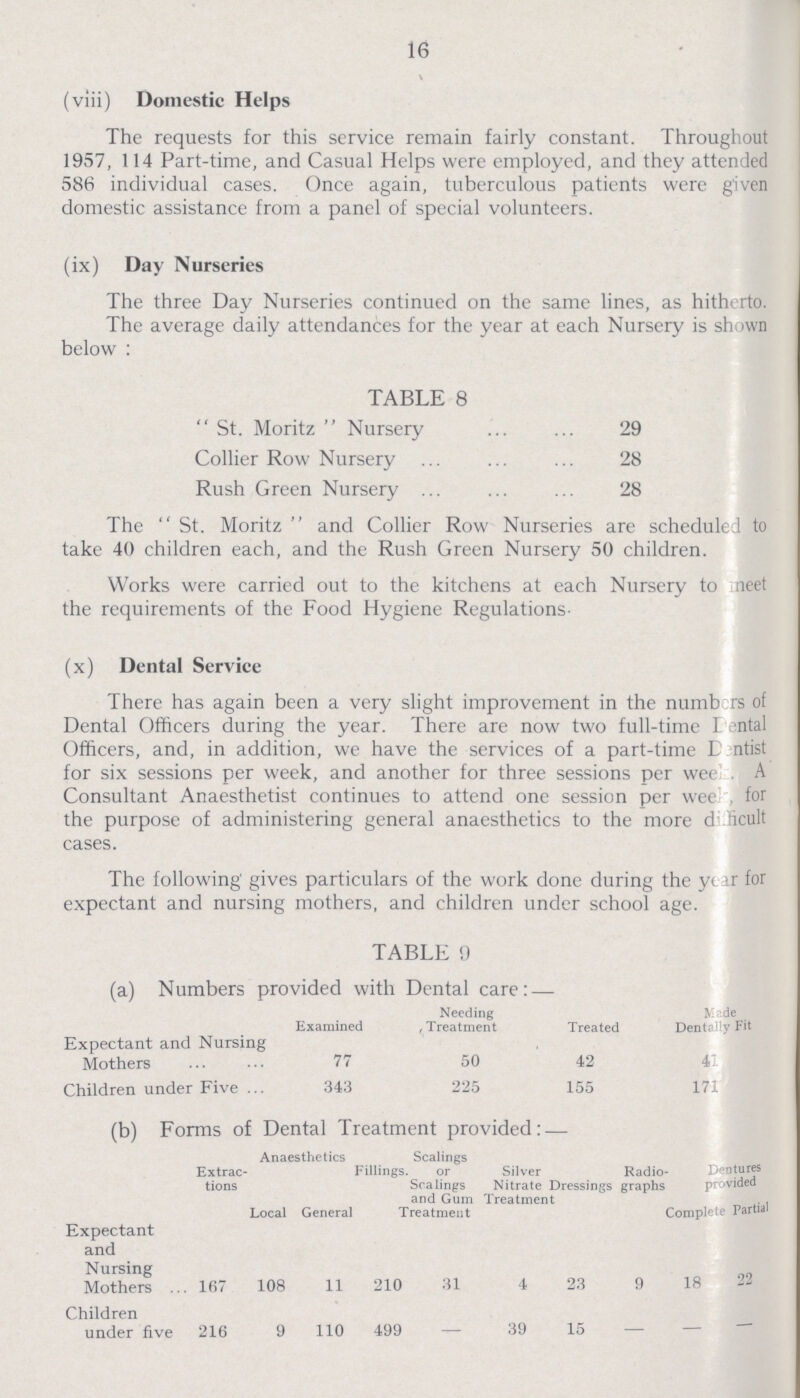 16
(viii) Domestic Helps
The requests for this service remain fairly constant. Throughout
1957, 114 Part-time, and Casual Helps were employed, and they attended
586 individual cases. Once again, tuberculous patients were given
domestic assistance from a panel of special volunteers.
(ix) Day Nurseries
The three Day Nurseries continued on the same lines, as hitherto.
The average daily attendances for the year at each Nursery is shown
below :
TABLE 8
" St. Moritz " Nursery ... ... 29
Collier Row Nursery ... ... ... 28
Rush Green Nursery ... ... ... 28
The " St. Moritz " and Collier Row Nurseries are scheduled to
take 40 children each, and the Rush Green Nursery 50 children.
Works were carried out to the kitchens at each Nursery to meet
the requirements of the Food Hygiene Regulations.
(x) Dental Service
There has again been a very slight improvement in the numbers of
Dental Officers during the year. There are now two full-time Dental
Officers, and, in addition, we have the services of a part-time Dentist
for six sessions per week, and another for three sessions per week. A
Consultant Anaesthetist continues to attend one session per week, for
the purpose of administering general anaesthetics to the more difficult
cases.
The following gives particulars of the work done during the year for
expectant and nursing mothers, and children under school age.
TABLE 9
(a) Numbers provided with Dental care:—
Needing Made
Examined Treatment Treated Dentally Fit
Expectant and Nursing
Mothers ... ... 77 50 42 41
Children under Five ... 343 225 155 171
(b) Forms of Dental Treatment provided:—
Anaesthetics Scalings
Extrac- Fillings. or Silver Radio- Dentures
tions Scalings Nitrate Dressings graphs provided
and Gum Treatment
Local General Treatment Complete Partial
Expectant
and
Nursing
Mothers ... 167 108 11 210 31 4 23 9 18 22
Children
under five 216 9 110 499 — 39 15 — — —